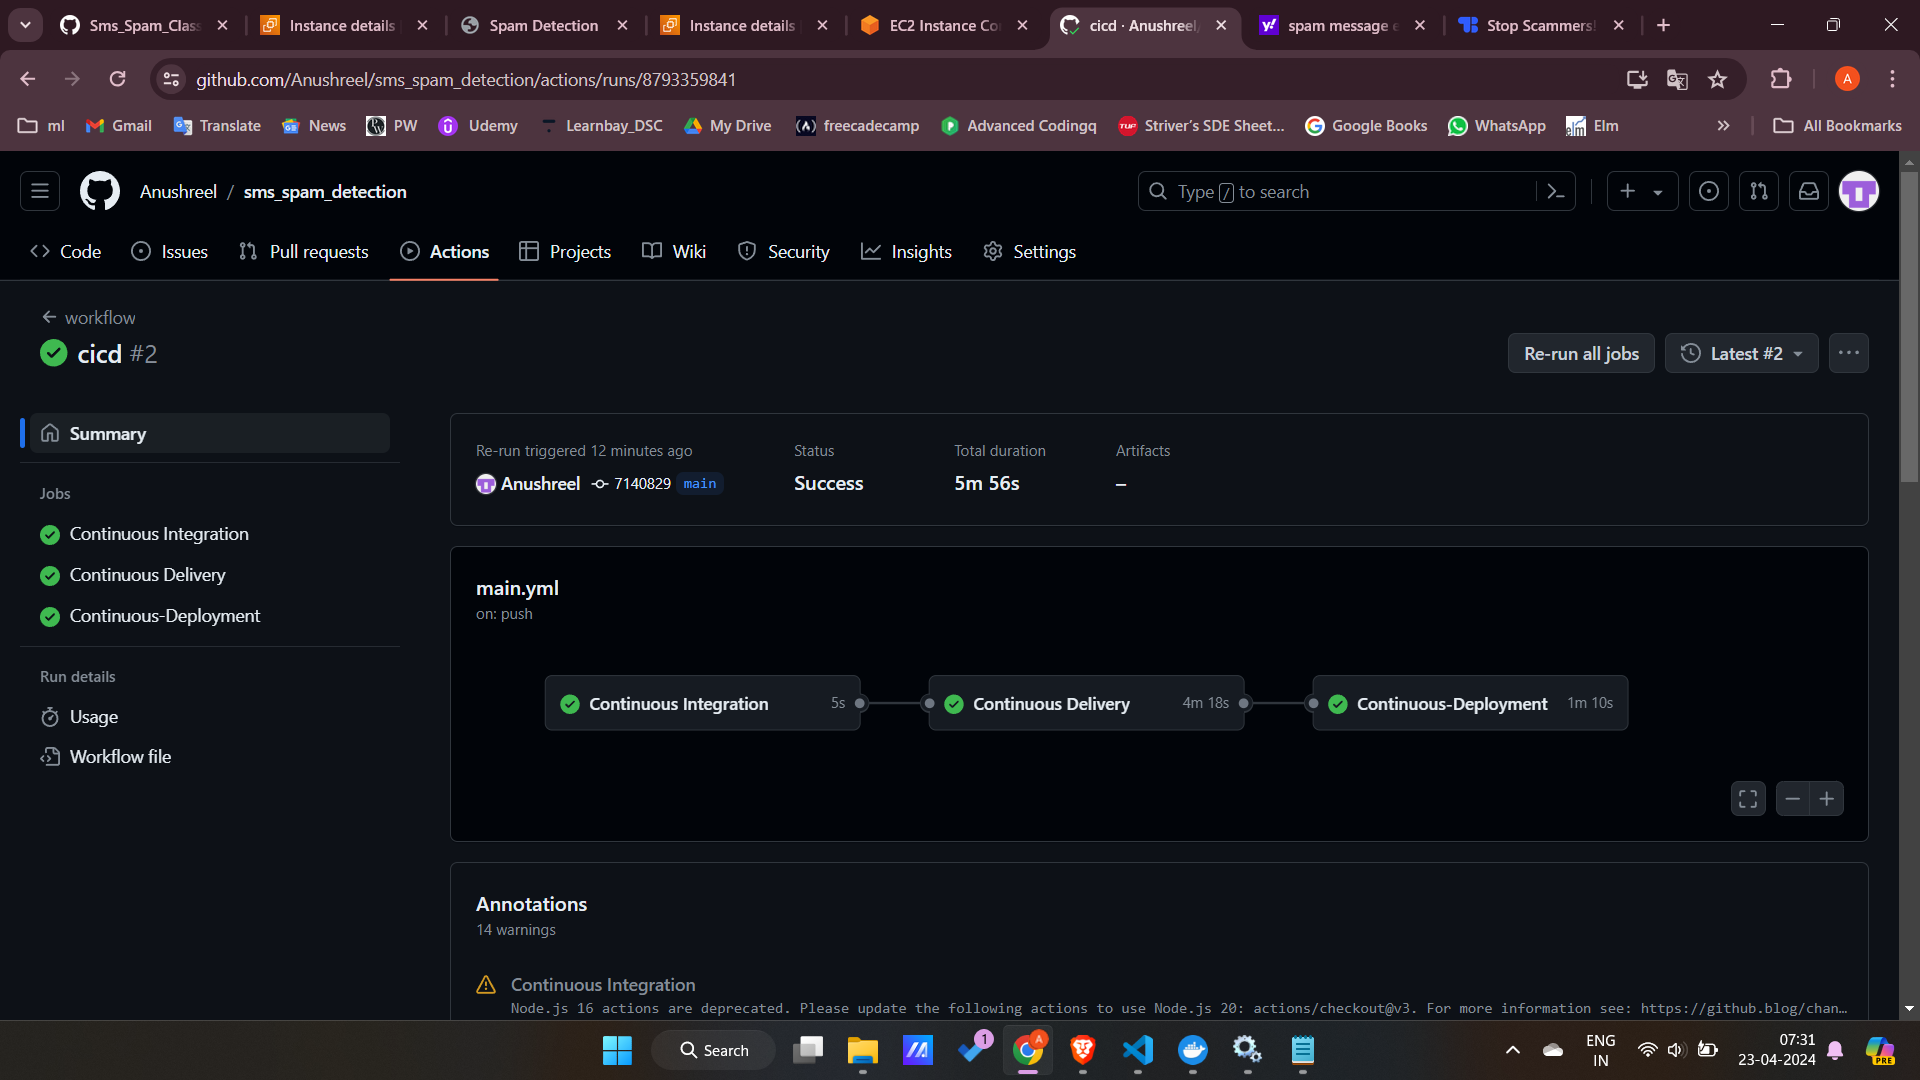 Sms_Spam_Class
Instance details
Spam Detection
Instance details
EC2 Instance Co
cicd · Anushreel/
spam message e
Stop Scammers!
github.com/Anushreel/sms_spam_detection/actions/runs/8793359841
A
ml
Gmail
Translate
News
PW
Udemy
Learnbay_DSC
My Drive
freecadecamp
Advanced Codingq
Striver's SDE Sheet...
Google Books
WhatsApp
Elm
All Bookmarks
Anushreel / sms_spam_detection
Type / to search
Code
Issues
Pull requests
Actions
Projects
Wiki
Security
Insights
Settings
workflow
cicd #2
Re-run all jobs
Latest #2
Summary
Jobs
Continuous Integration
Continuous Delivery
Continuous-Deployment
Run details
Usage
Workflow file
Re-run triggered 12 minutes ago
Anushreel 7140829 main
Status
Success
Total duration
5m 56s
Artifacts
–
main.yml
on: push
Continuous Integration 5s
Continuous Delivery 4m 18s
Continuous-Deployment 1m 10s
Annotations
14 warnings
Continuous Integration
Node.js 16 actions are deprecated. Please update the following actions to use Node.js 20: actions/checkout@v3. For more information see: https://github.blog/chan…
Search
1
A
ENG
IN
07:31
23-04-2024
PRE